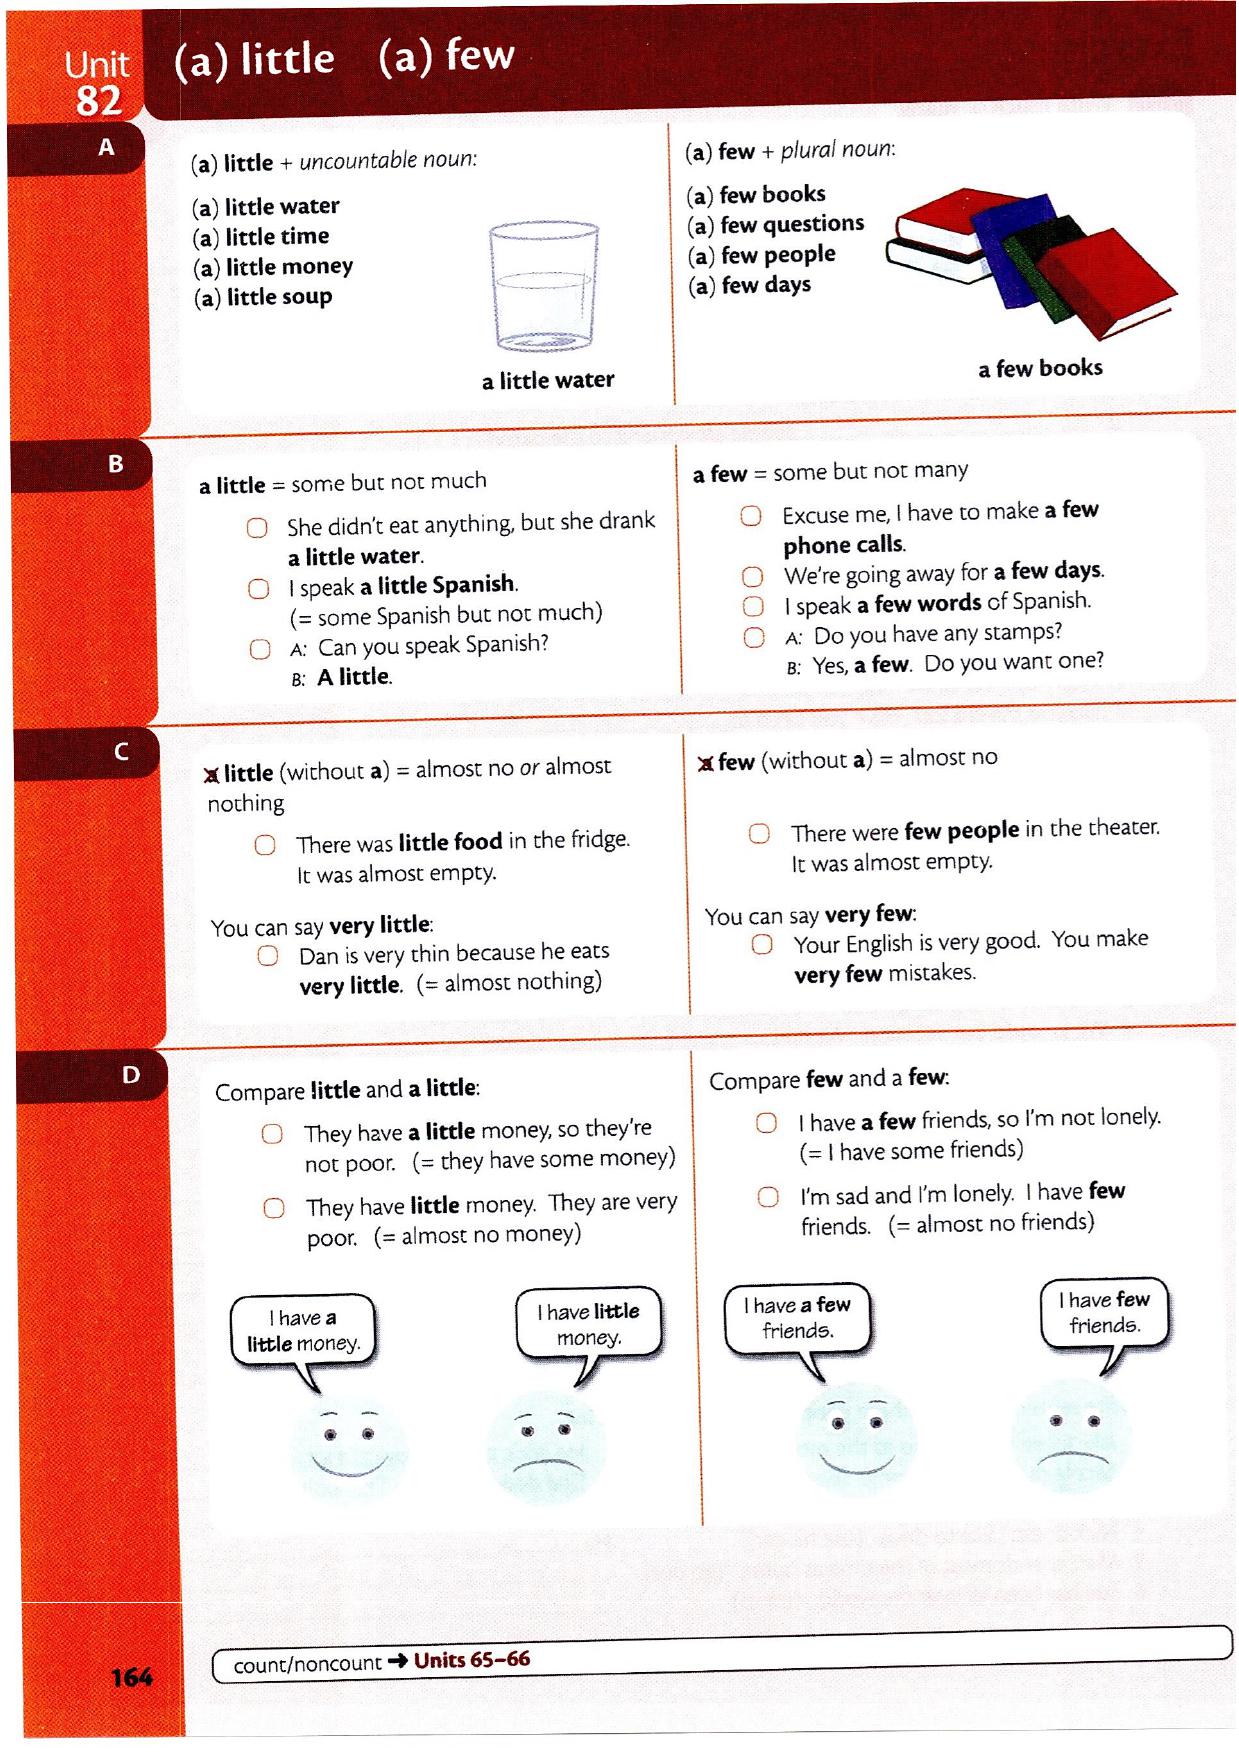 Unit
82
(a) little (a) few
A
(a) little + uncountable noun:
(a) little water
(a) little time
(a) little money
(a) little soup
a little water
(a) few + plural noun:
(a) few books
(a) few questions
(a) few people
(a) few days
a few books
B
a little = some but not much
She didn't eat anything, but she drank
a little water.
I speak a little Spanish.
(= some Spanish but not much)
A: Can you speak Spanish?
B: A little.
a few = some but not many
Excuse me, I have to make a few
phone calls.
We're going away for a few days.
I speak a few words of Spanish.
A: Do you have any stamps?
B: Yes, a few. Do you want one?
C
a little (without a) = almost no or almost
nothing
There was little food in the fridge.
It was almost empty.
You can say very little:
Dan is very thin because he eats
very little. (= almost nothing)
a few (without a) = almost no
There were few people in the theater.
It was almost empty.
You can say very few:
Your English is very good. You make
very few mistakes.
D
Compare little and a little:
They have a little money, so they're
not poor. (= they have some money)
They have little money. They are very
poor. (= almost no money)
I have a
little money.
I have little
money.
Compare few and a few:
I have a few friends, so I'm not lonely.
(= I have some friends)
I'm sad and I'm lonely. I have few
friends. (= almost no friends)
I have a few
friends.
I have few
friends.
164
count/noncount → Units 65–66